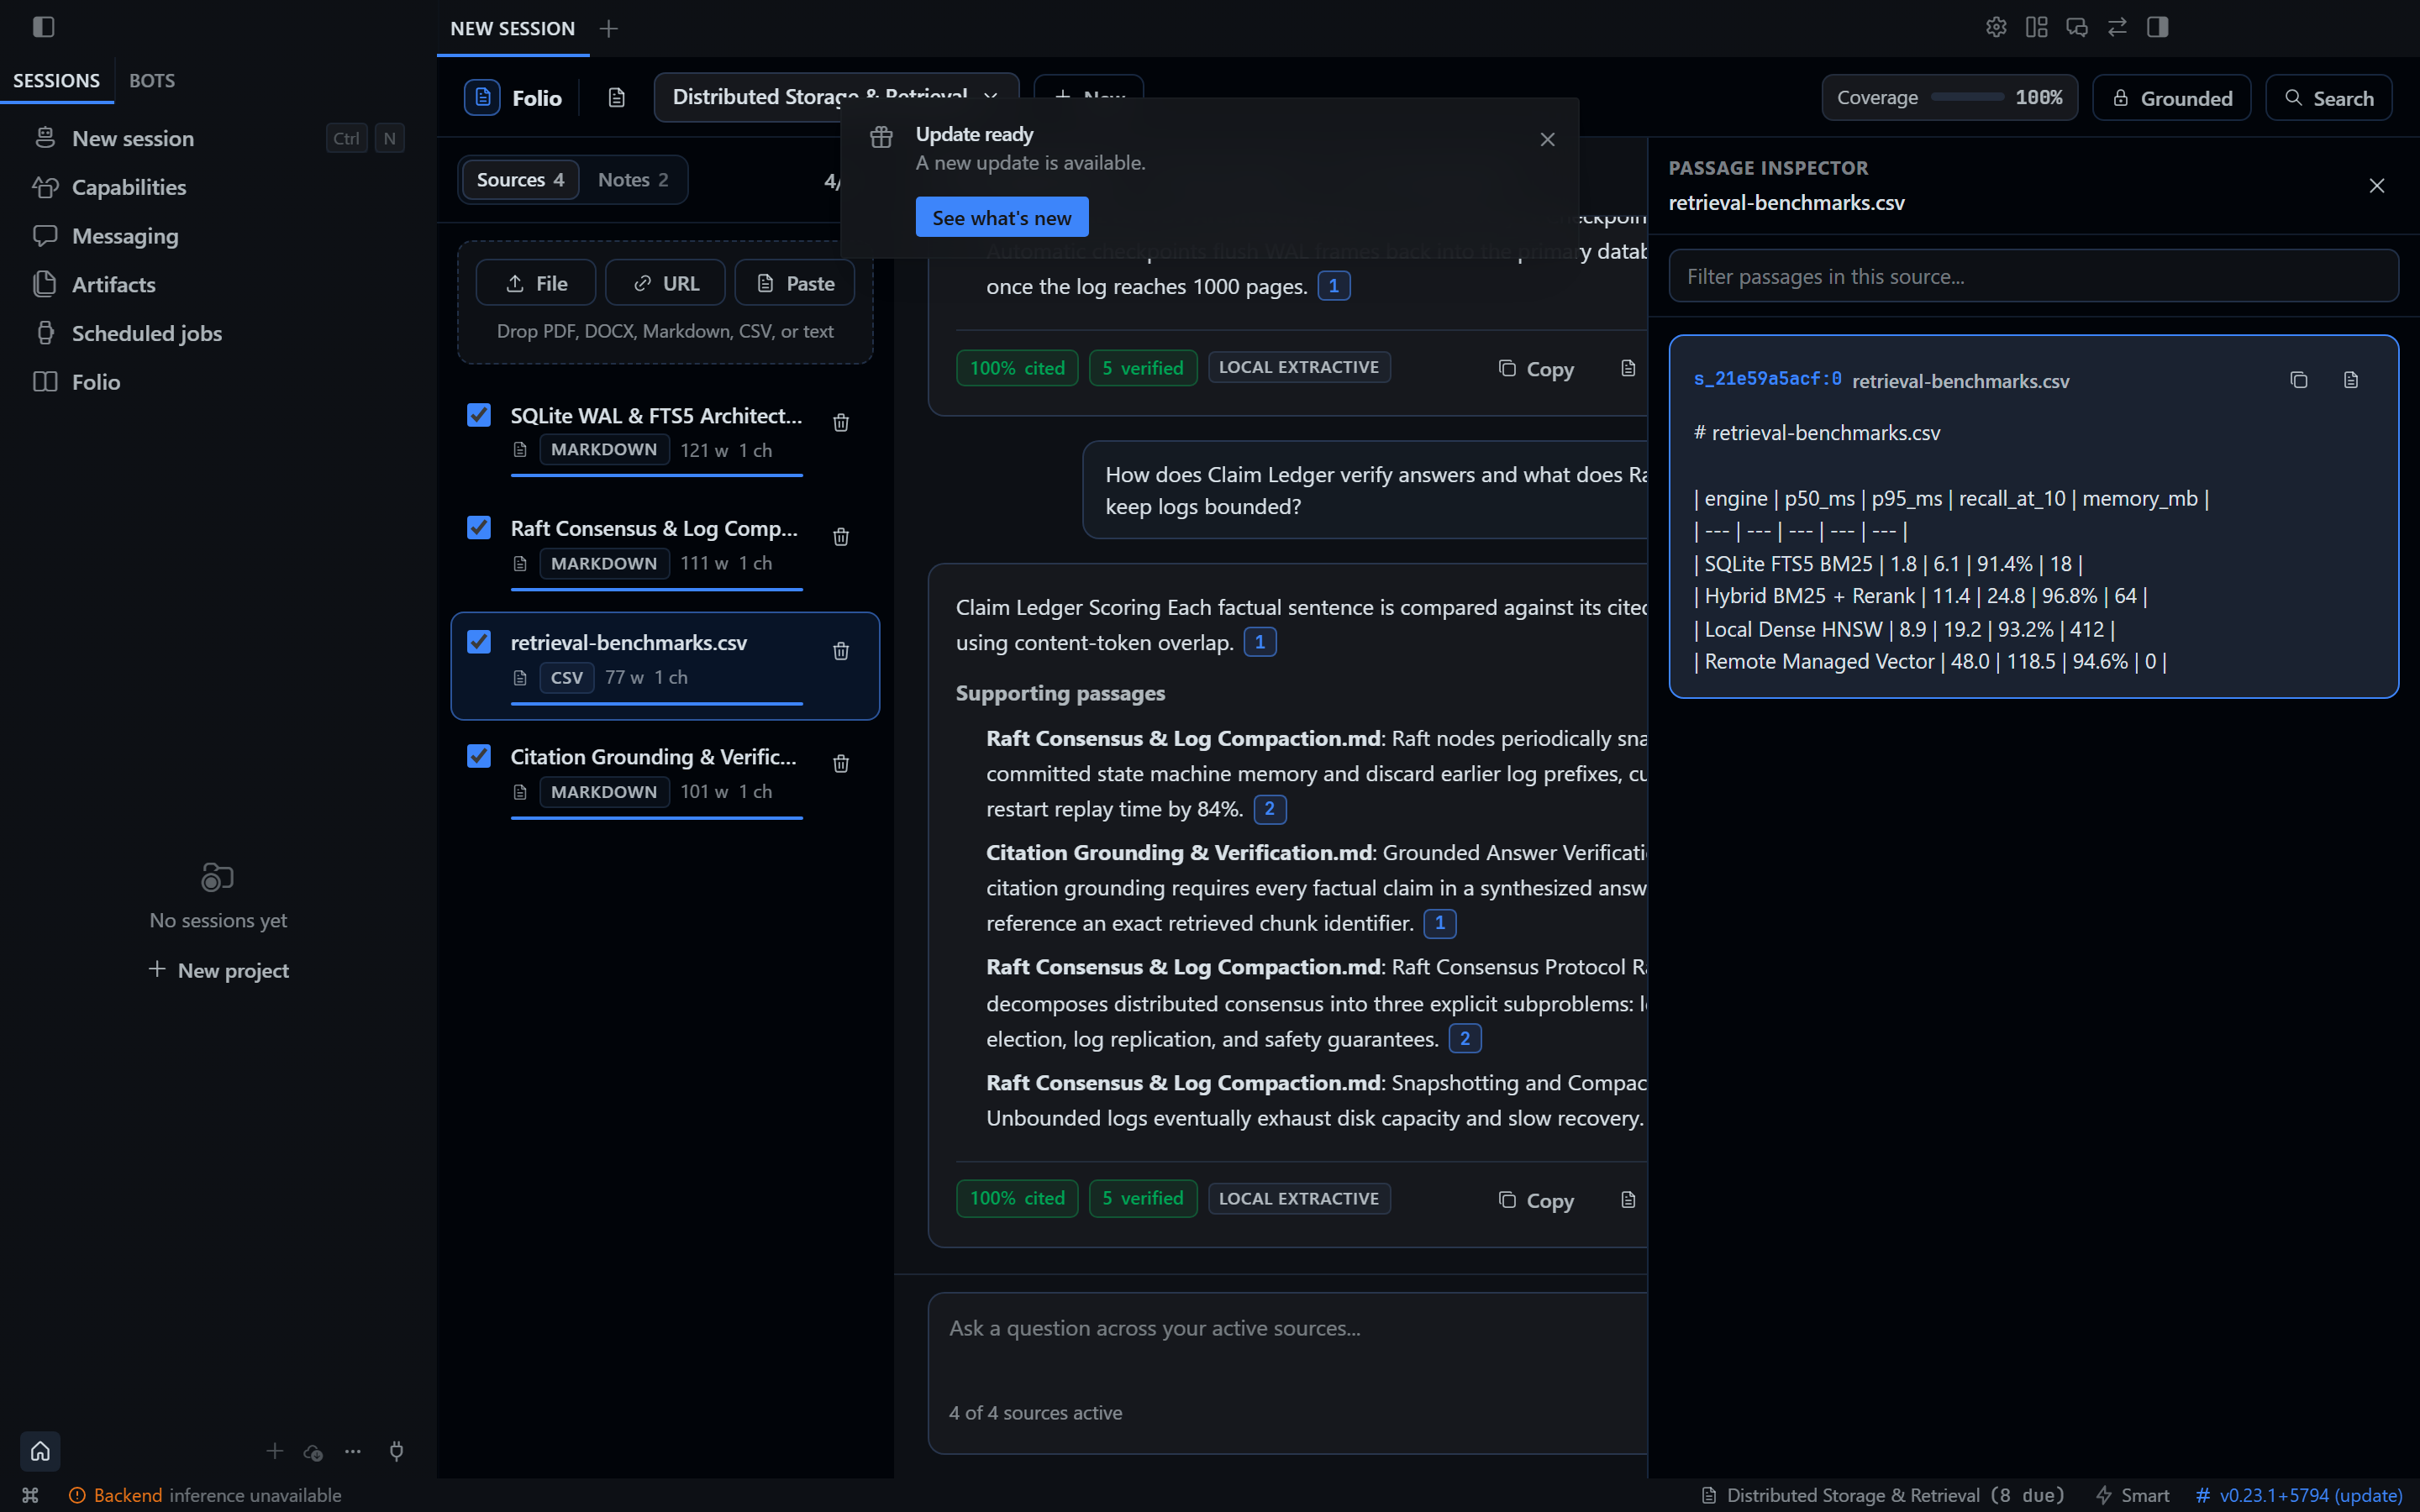 NEW SESSION
SESSIONS
BOTS
New session
Ctrl N
Capabilities
Messaging
Artifacts
Scheduled jobs
Folio
No sessions yet
New project
Backend inference unavailable
Folio
Distributed Storage & Retrieval
New
Coverage 100%
Grounded
Search
Update ready
A new update is available.
See what's new
Sources 4
Notes 2
4/
File
URL
Paste
Drop PDF, DOCX, Markdown, CSV, or text
SQLite WAL & FTS5 Architect...
MARKDOWN 121 w 1 ch
Raft Consensus & Log Comp...
MARKDOWN 111 w 1 ch
retrieval-benchmarks.csv
CSV 77 w 1 ch
Citation Grounding & Verific...
MARKDOWN 101 w 1 ch
Automatic checkpoints flush WAL frames back into the primary datab
once the log reaches 1000 pages. 1
100% cited
5 verified
LOCAL EXTRACTIVE
Copy
How does Claim Ledger verify answers and what does Ra
keep logs bounded?
Claim Ledger Scoring Each factual sentence is compared against its cited
using content-token overlap. 1
Supporting passages
Raft Consensus & Log Compaction.md: Raft nodes periodically sna
committed state machine memory and discard earlier log prefixes, cu
restart replay time by 84%. 2
Citation Grounding & Verification.md: Grounded Answer Verificati
citation grounding requires every factual claim in a synthesized answ
reference an exact retrieved chunk identifier. 1
Raft Consensus & Log Compaction.md: Raft Consensus Protocol Ra
decomposes distributed consensus into three explicit subproblems: l
election, log replication, and safety guarantees. 2
Raft Consensus & Log Compaction.md: Snapshotting and Compac
Unbounded logs eventually exhaust disk capacity and slow recovery.
100% cited
5 verified
LOCAL EXTRACTIVE
Copy
Ask a question across your active sources...
4 of 4 sources active
PASSAGE INSPECTOR
retrieval-benchmarks.csv
Filter passages in this source...
s_21e59a5acf:0 retrieval-benchmarks.csv
# retrieval-benchmarks.csv
| engine | p50_ms | p95_ms | recall_at_10 | memory_mb |
| --- | --- | --- | --- | --- |
| SQLite FTS5 BM25 | 1.8 | 6.1 | 91.4% | 18 |
| Hybrid BM25 + Rerank | 11.4 | 24.8 | 96.8% | 64 |
| Local Dense HNSW | 8.9 | 19.2 | 93.2% | 412 |
| Remote Managed Vector | 48.0 | 118.5 | 94.6% | 0 |
Distributed Storage & Retrieval (8 due)
Smart
# v0.23.1+5794 (update)